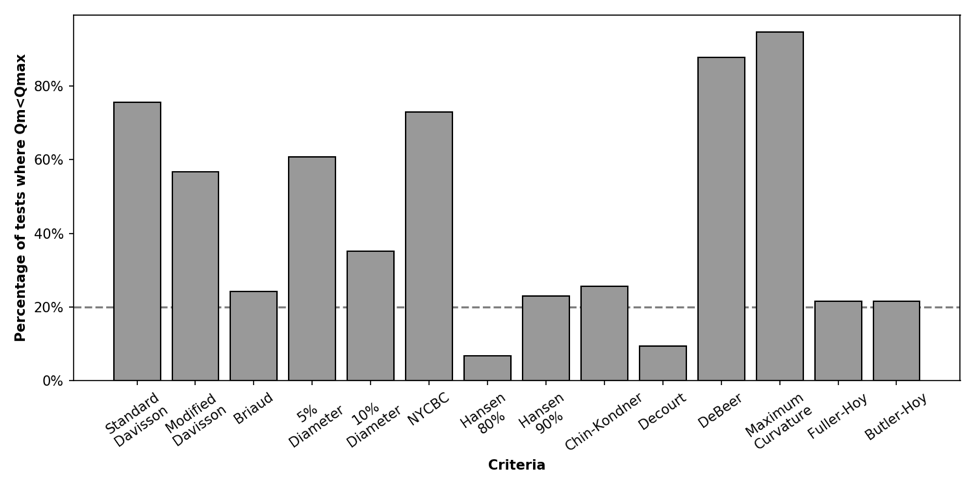 Percentage of tests where Qm<Qmax
80%
60%
40%
20%
0%
Standard
Davisson
Modified
Davisson
Briaud
5%
Diameter
10%
Diameter
NYCBC
Hansen
80%
Hansen
90%
Chin-Kondner
Decourt
DeBeer
Maximum
Curvature
Fuller-Hoy
Butler-Hoy
Criteria